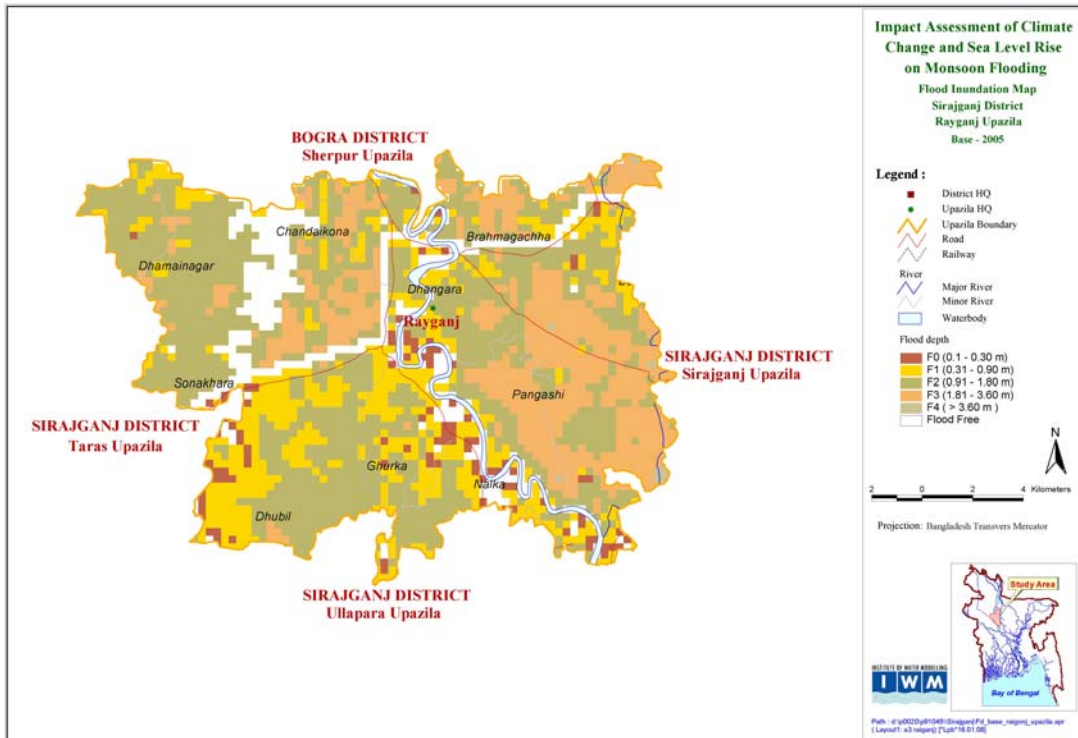 Impact Assessment of Climate
Change and Sea Level Rise
on Monsoon Flooding
Flood Inundation Map
Sirajganj District
Rayganj Upazila
Base - 2005
Legend :
District HQ
Upazila HQ
Upazila Boundary
Road
Railway
River
Major River
Minor River
Waterbody
Flood depth
F0 (0.1 - 0.30 m)
F1 (0.31 - 0.90 m)
F2 (0.91 - 1.80 m)
F3 (1.81 - 3.60 m)
F4 ( > 3.60 m )
Flood Free
N
2 0 2 4 Kilometers
Projection: Bangladesh Transvers Mercator
Study Area
Bay of Bengal
INSTITUTE OF WATER MODELLING
IWM
BOGRA DISTRICT
Sherpur Upazila
Chandaikona
Brahmagachha
Dhamainagar
Dhangara
Rayganj
SIRAJGANJ DISTRICT
Sirajganj Upazila
Sonakhara
Pangashi
SIRAJGANJ DISTRICT
Taras Upazila
Ghurka
Nalka
Dhubil
SIRAJGANJ DISTRICT
Ullapara Upazila